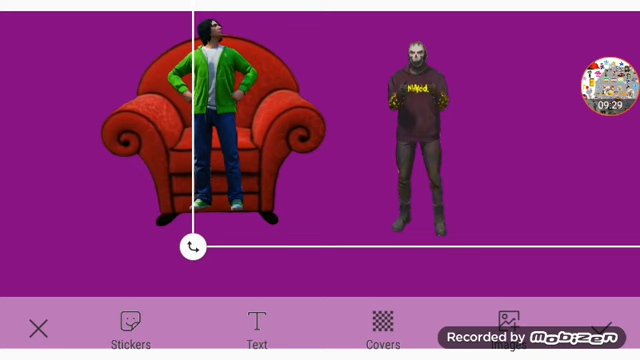 09:29
Stickers
Text
Covers
Images
Recorded by Mobizen